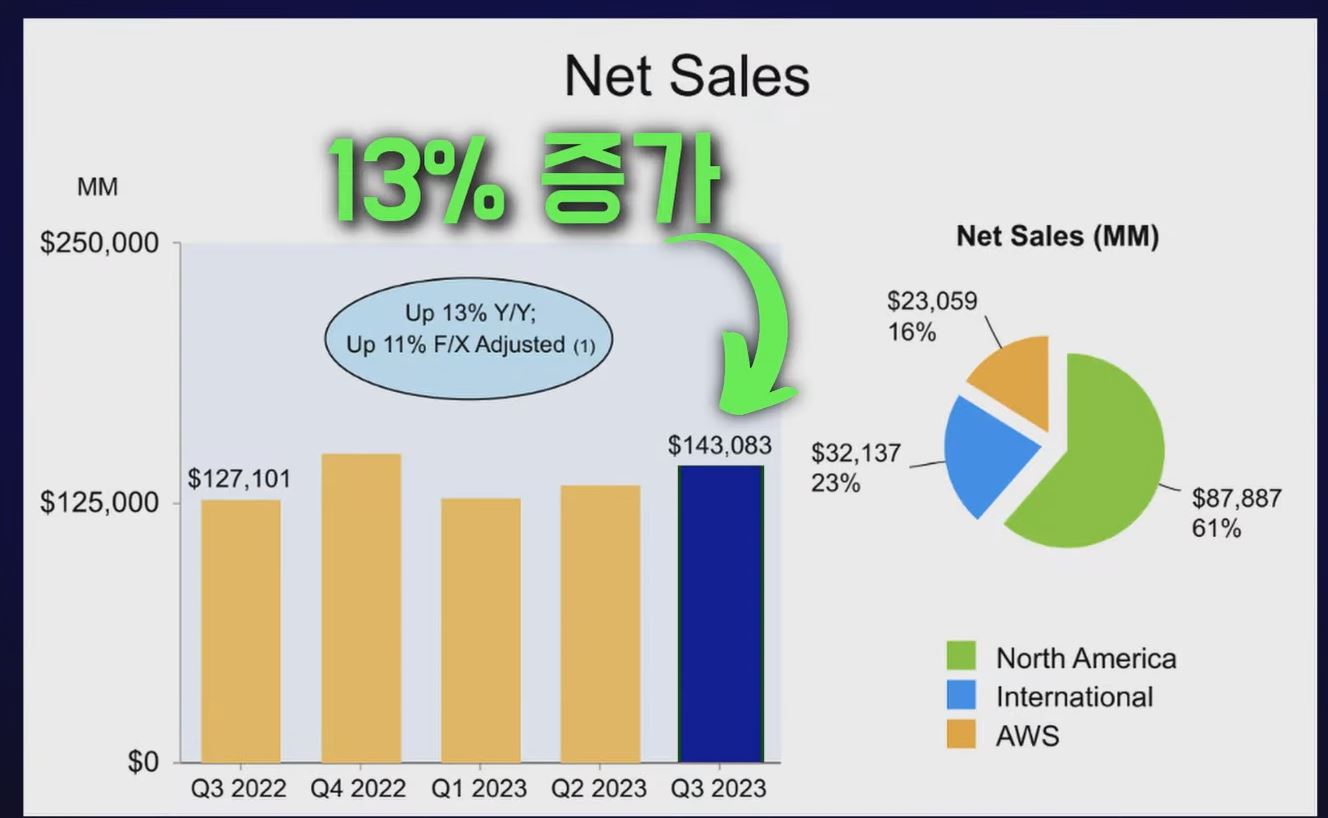 Net Sales
13% 증가
MM
$250,000
$125,000
$0
Up 13% Y/Y;
Up 11% F/X Adjusted (1)
$127,101
$143,083
Q3 2022 Q4 2022 Q1 2023 Q2 2023 Q3 2023
Net Sales (MM)
$23,059
16%
$32,137
23%
$87,887
61%
North America
International
AWS